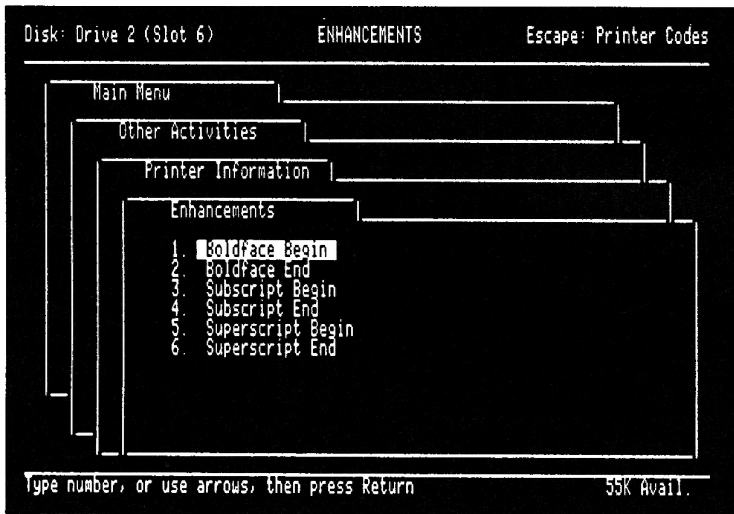 Disk: Drive 2 (Slot 6) ENHANCEMENTS Escape: Printer Codes
Main Menu
Other Activities
Printer Information
Enhancements
1. Boldface Begin
2. Boldface End
3. Subscript Begin
4. Subscript End
5. Superscript Begin
6. Superscript End
Type number, or use arrows, then press Return 55K Avail.